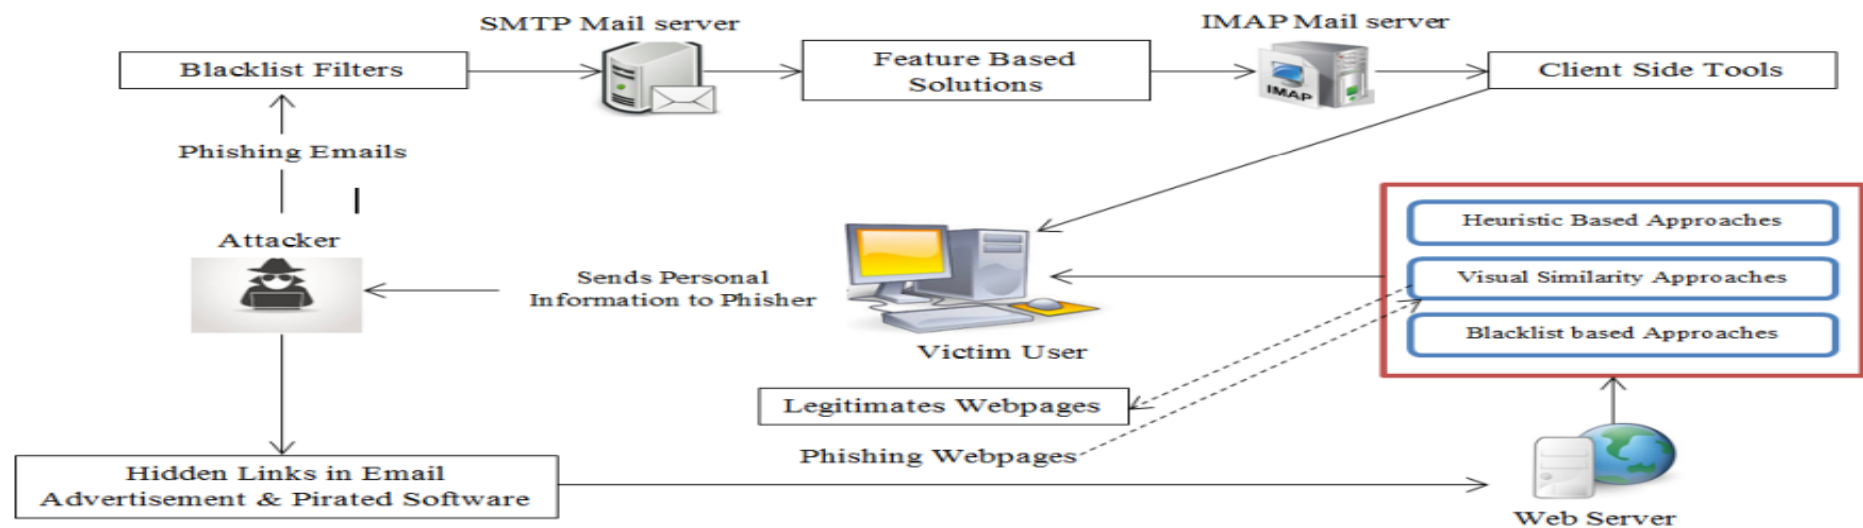 SMTP Mail server
IMAP Mail server
Blacklist Filters
Feature Based
Solutions
IMAP
Client Side Tools
Phishing Emails
Attacker
Sends Personal
Information to Phisher
Victim User
Heuristic Based Approaches
Visual Similarity Approaches
Blacklist based Approaches
Legitimates Webpages
Phishing Webpages
Hidden Links in Email
Advertisement & Pirated Software
Web Server